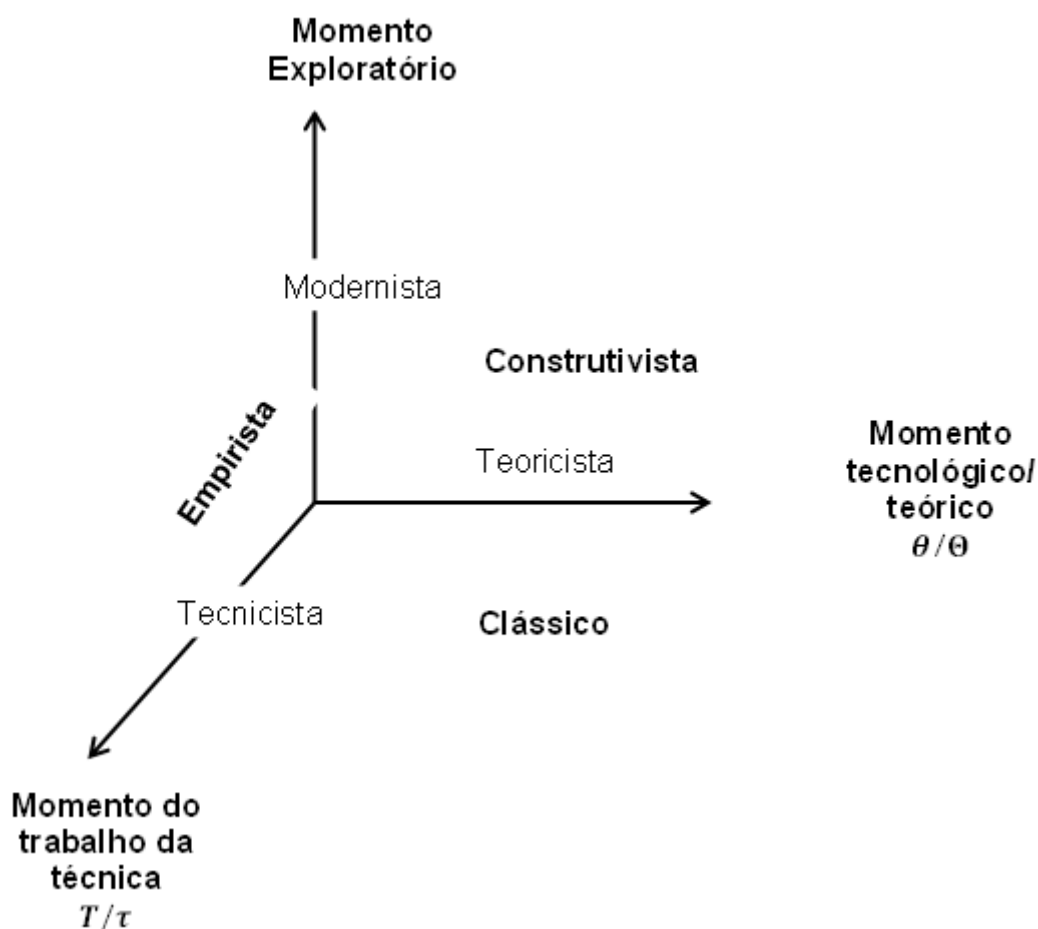 Momento
Exploratório
Modernista
Construtivista
Empirista
Teoricista
Momento
tecnológico/
teórico
θ/Θ
Tecnicista
Clássico
Momento do
trabalho da
técnica
T/τ